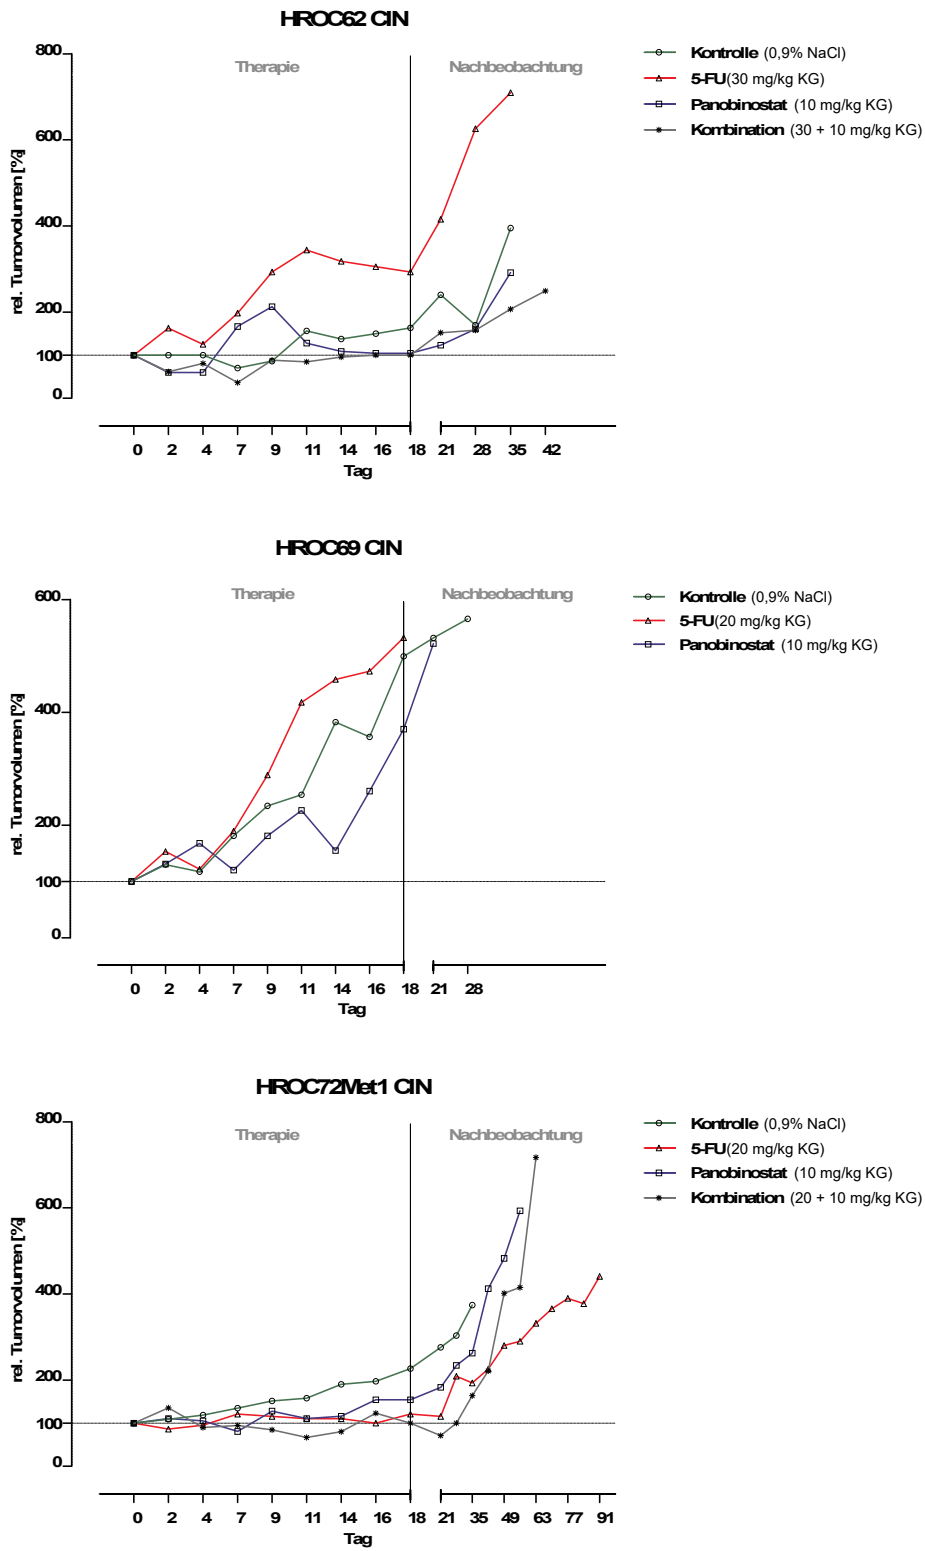 HROC62 CIN
Therapie Nachbeobachtung
rel. Tumorvolumen [%]
800
600
400
200
100
0
0 2 4 7 9 11 14 16 18 21 28 35 42
Tag
Kontrolle (0,9% NaCl)
5-FU(30 mg/kg KG)
Panobinostat (10 mg/kg KG)
Kombination (30 + 10 mg/kg KG)
HROC69 CIN
Therapie Nachbeobachtung
rel. Tumorvolumen [%]
600
400
200
100
0
0 2 4 7 9 11 14 16 18 21 28
Tag
Kontrolle (0,9% NaCl)
5-FU(20 mg/kg KG)
Panobinostat (10 mg/kg KG)
HROC72Met1 CIN
Therapie Nachbeobachtung
rel. Tumorvolumen [%]
800
600
400
200
100
0
0 2 4 7 9 11 14 16 18 21 35 49 63 77 91
Tag
Kontrolle (0,9% NaCl)
5-FU(20 mg/kg KG)
Panobinostat (10 mg/kg KG)
Kombination (20 + 10 mg/kg KG)